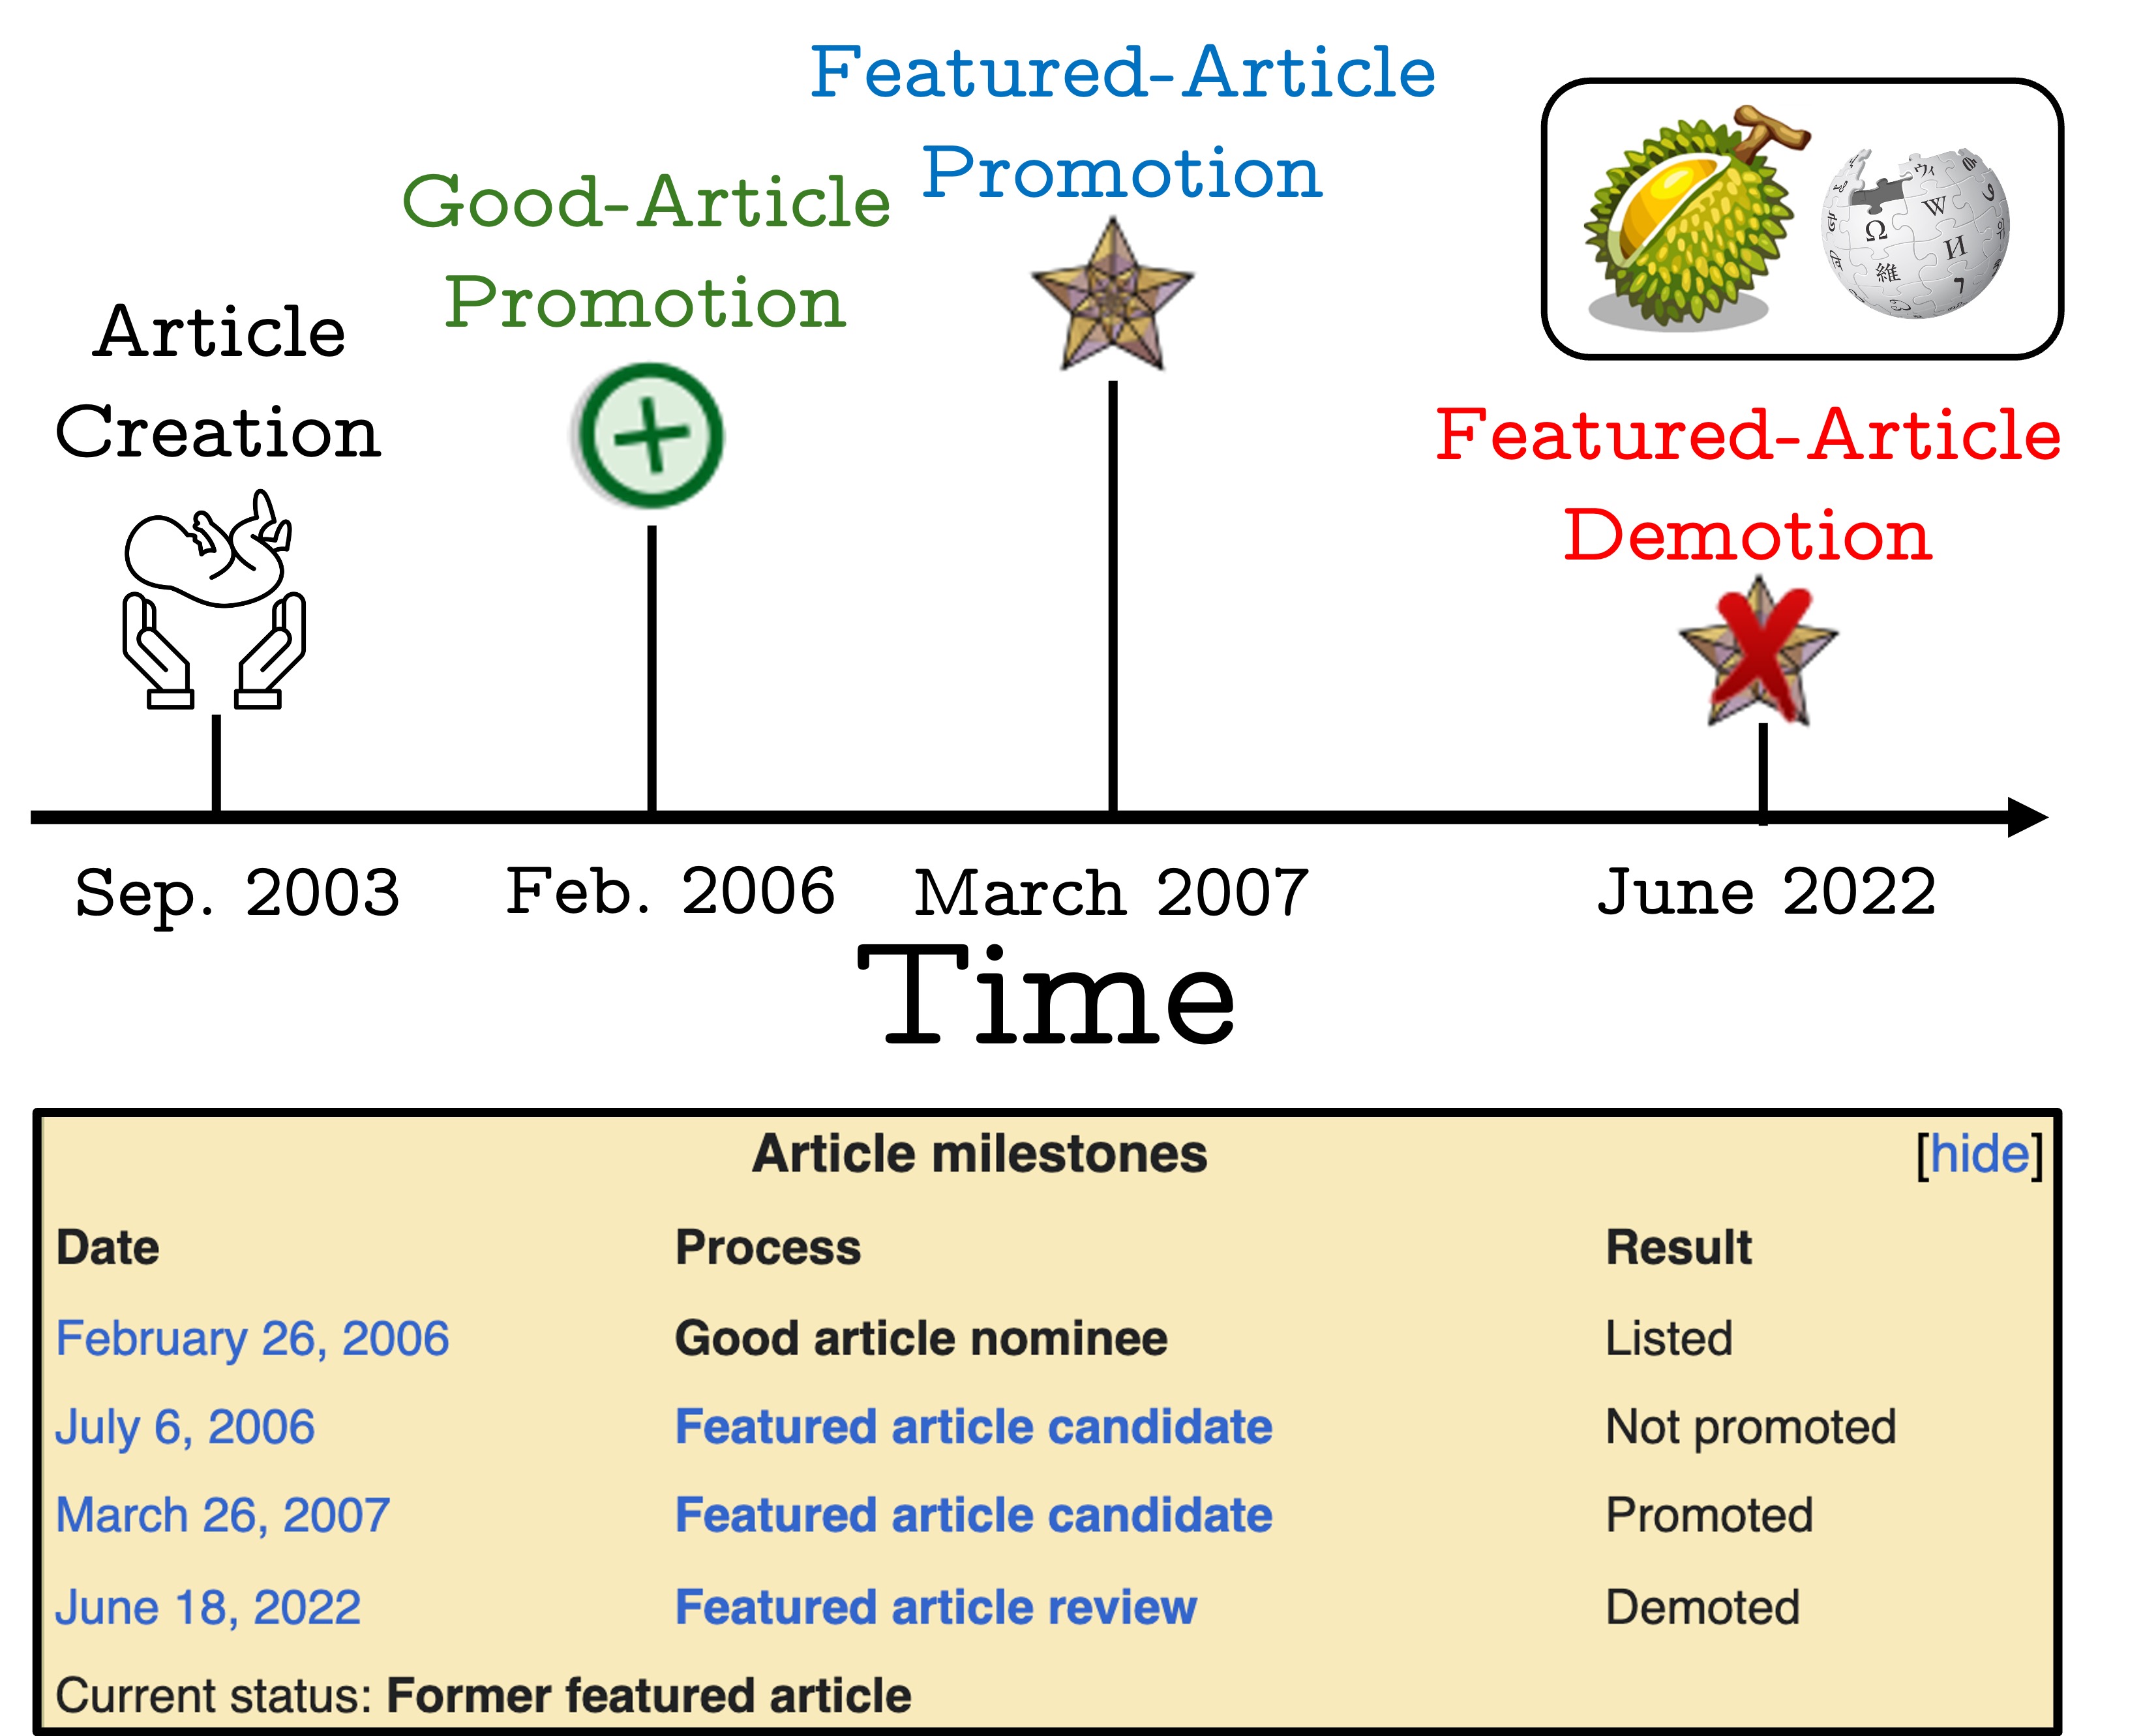 Featured-Article
Promotion
Good-Article
Promotion
Article
Creation
Featured-Article
Demotion
Ω W И 維 ウィ
Sep. 2003 Feb. 2006 March 2007 June 2022
Time
Article milestones [hide]
Date Process Result
February 26, 2006 Good article nominee Listed
July 6, 2006 Featured article candidate Not promoted
March 26, 2007 Featured article candidate Promoted
June 18, 2022 Featured article review Demoted
Current status: Former featured article